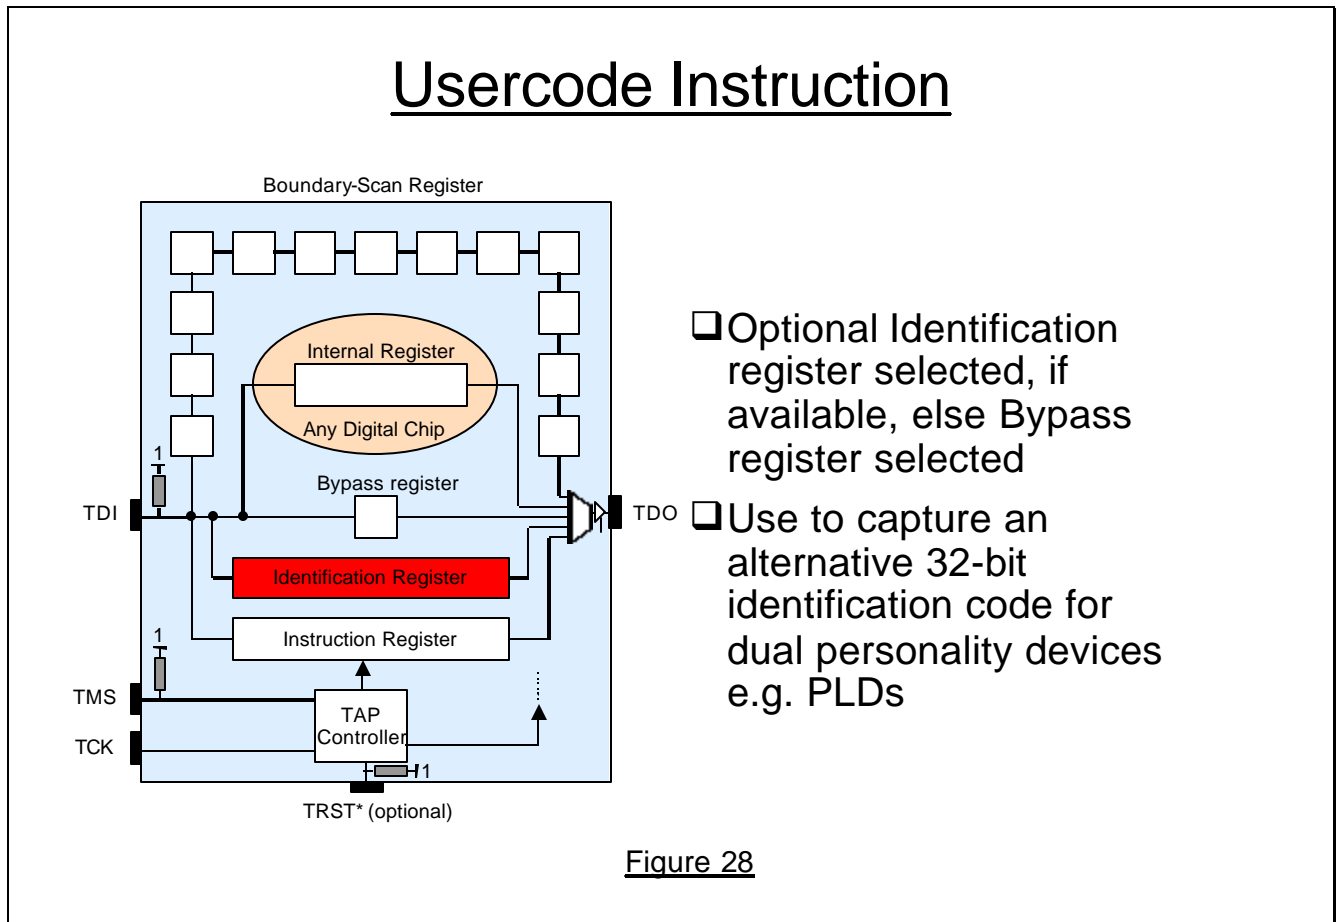 Usercode Instruction
Boundary-Scan Register
Internal Register
Any Digital Chip
1
Bypass register
TDI
TDO
Identification Register
1
Instruction Register
TMS
TAP
Controller
TCK
1
TRST* (optional)
❑Optional Identification
register selected, if
available, else Bypass
register selected
❑Use to capture an
alternative 32-bit
identification code for
dual personality devices
e.g. PLDs
Figure 28